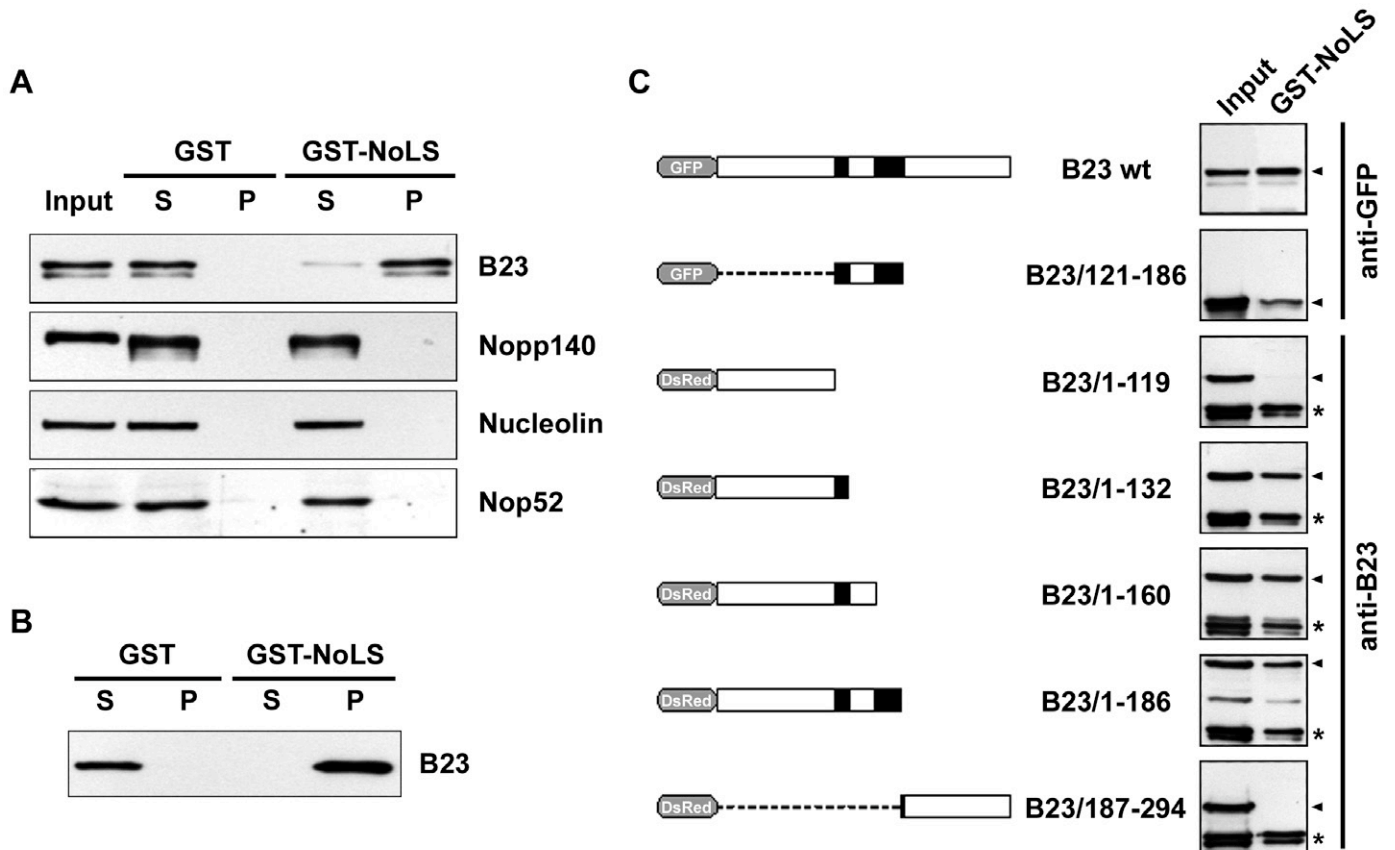 A
GST GST-NoLS
Input S P S P
B23
Nopp140
Nucleolin
Nop52
B
GST GST-NoLS
S P S P
B23
C
Input GST-NoLS
GFP B23 wt
GFP B23/121-186
anti-GFP
DsRed B23/1-119 *
DsRed B23/1-132 *
DsRed B23/1-160 *
DsRed B23/1-186 *
DsRed B23/187-294 *
anti-B23